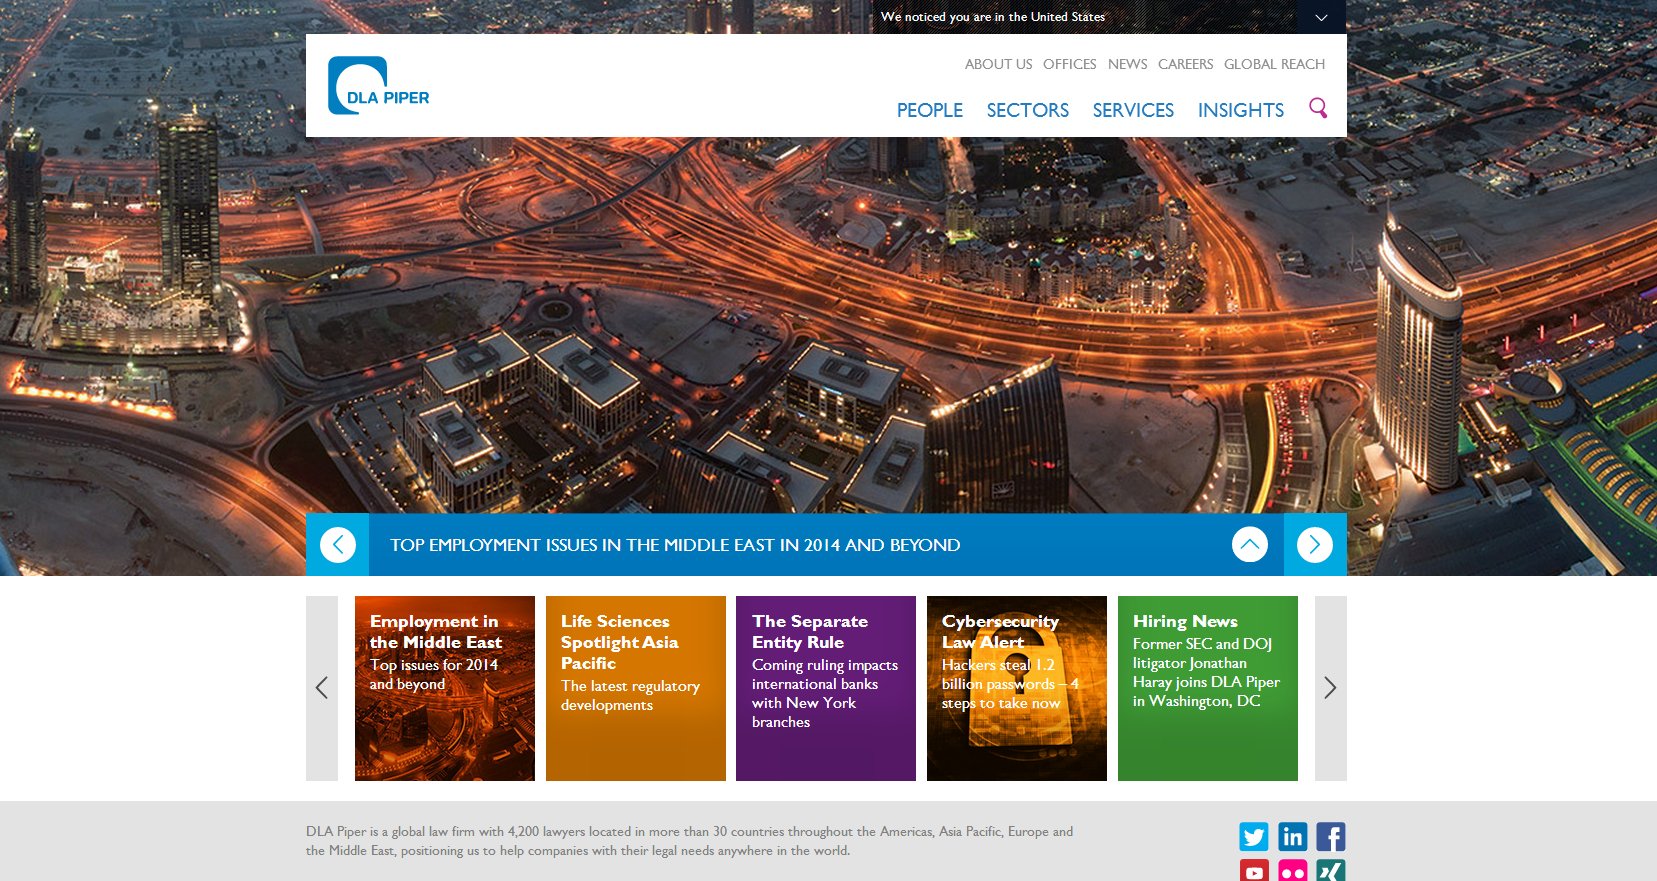 We noticed you are in the United States
DLA PIPER
ABOUT US OFFICES NEWS CAREERS GLOBAL REACH
PEOPLE SECTORS SERVICES INSIGHTS
TOP EMPLOYMENT ISSUES IN THE MIDDLE EAST IN 2014 AND BEYOND
Employment in
the Middle East
Top issues for 2014
and beyond
Life Sciences
Spotlight Asia
Pacific
The latest regulatory
developments
The Separate
Entity Rule
Coming ruling impacts
international banks
with New York
branches
Cybersecurity
Law Alert
Hackers steal 1.2
billion passwords – 4
steps to take now
Hiring News
Former SEC and DOJ
litigator Jonathan
Haray joins DLA Piper
in Washington, DC
DLA Piper is a global law firm with 4,200 lawyers located in more than 30 countries throughout the Americas, Asia Pacific, Europe and
the Middle East, positioning us to help companies with their legal needs anywhere in the world.